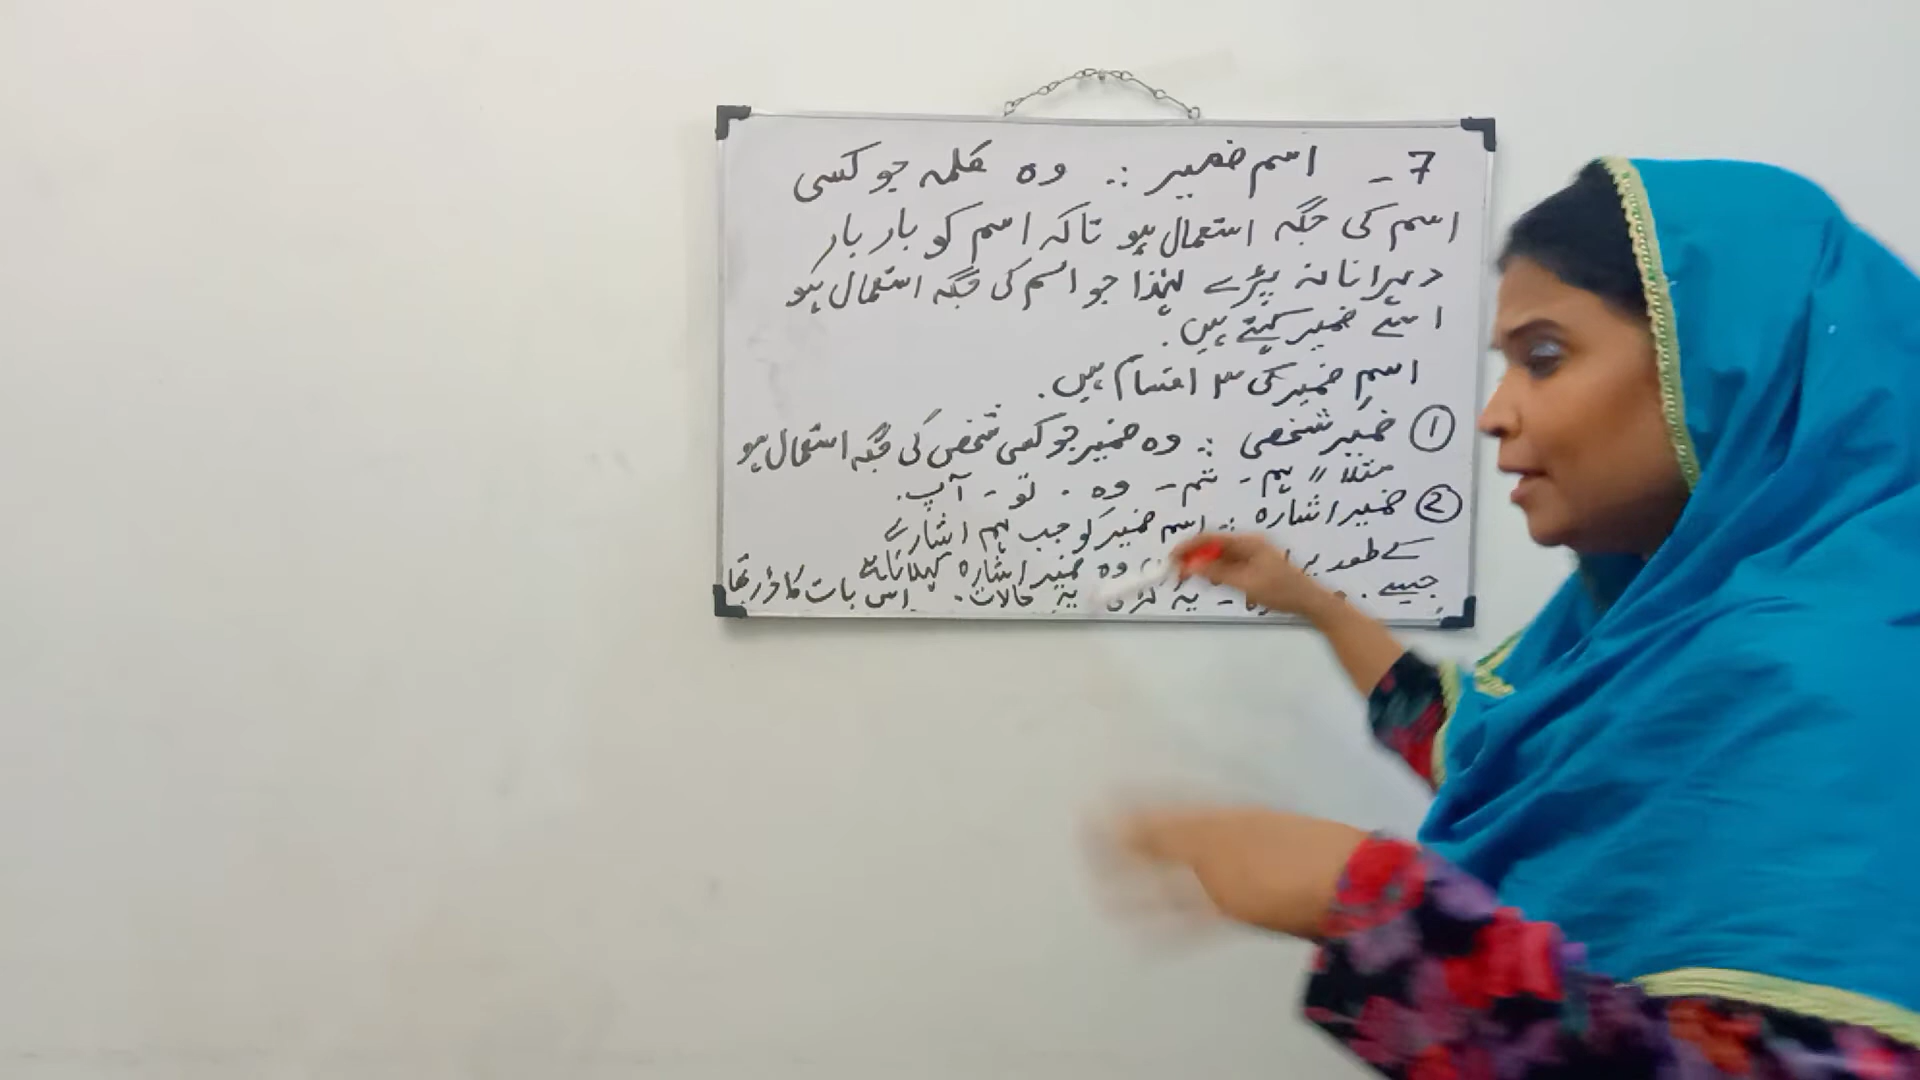 7 - اسم ضمیر :. وہ کلمہ جو کسی
اسم کی جگہ استعمال ہو تاکہ اسم کو بار بار
دہرانا نہ پڑے لہٰذا جو اسم کی جگہ استعمال ہو
اسے ضمیر کہتے ہیں.
اسمِ ضمیر کی ۳ اقسام ہیں.
① ضمیر شخصی :. وہ ضمیر جو کسی شخص کی جگہ استعمال ہو
مثلاً ہم - تم - وہ - تو - آپ.
② ضمیر اشارہ :. اسم ضمیر کو جب ہم اشارے
کے طور پر وہ ضمیر اشارہ کہلاتا ہے
جیسے . - یہ یہ حالات. اس بات کا ڈر تھا